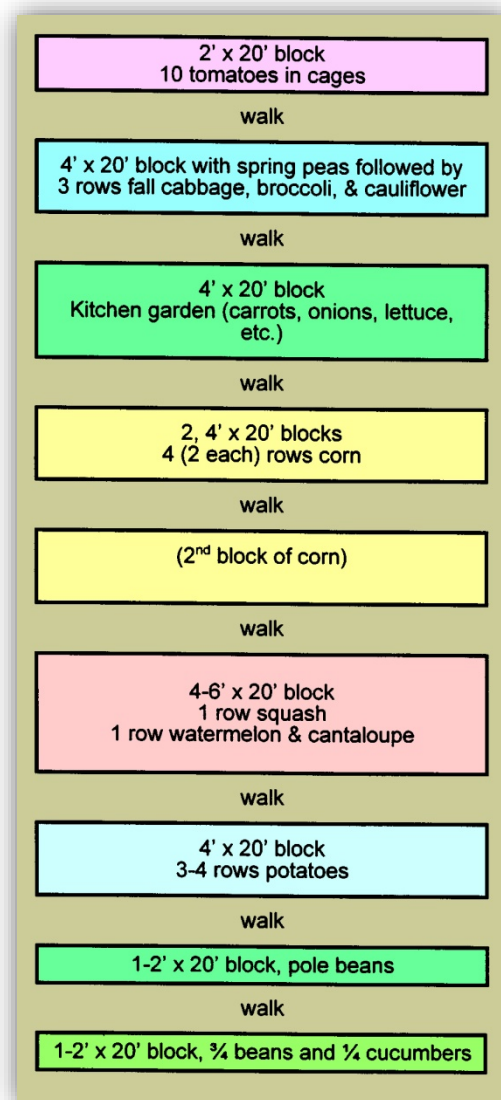 2' x 20' block
10 tomatoes in cages
walk
4' x 20' block with spring peas followed by
3 rows fall cabbage, broccoli, & cauliflower
walk
4' x 20' block
Kitchen garden (carrots, onions, lettuce,
etc.)
walk
2, 4' x 20' blocks
4 (2 each) rows corn
walk
(2nd block of corn)
walk
4-6' x 20' block
1 row squash
1 row watermelon & cantaloupe
walk
4' x 20' block
3-4 rows potatoes
walk
1-2' x 20' block, pole beans
walk
1-2' x 20' block, ¾ beans and ¼ cucumbers